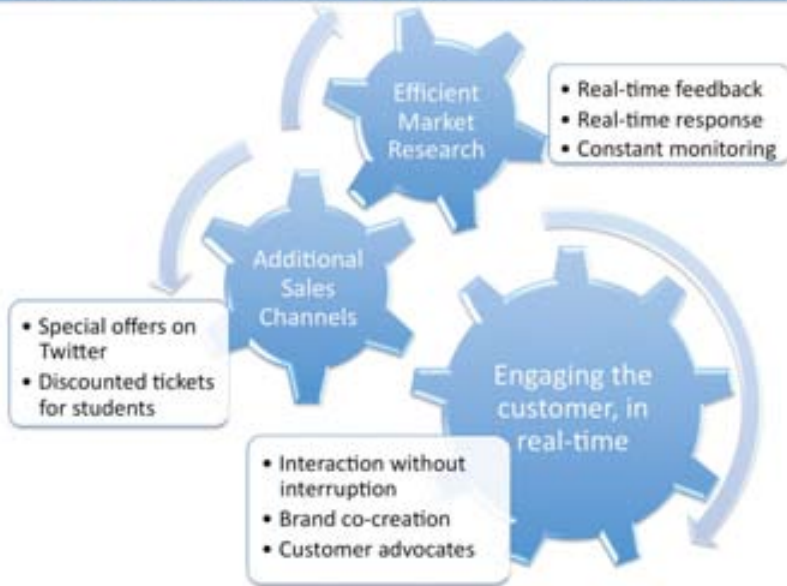 Efficient
Market
Research
• Real-time feedback
• Real-time response
• Constant monitoring
Additional
Sales
Channels
• Special offers on
Twitter
• Discounted tickets
for students
Engaging the
customer, in
real-time
• Interaction without
interruption
• Brand co-creation
• Customer advocates